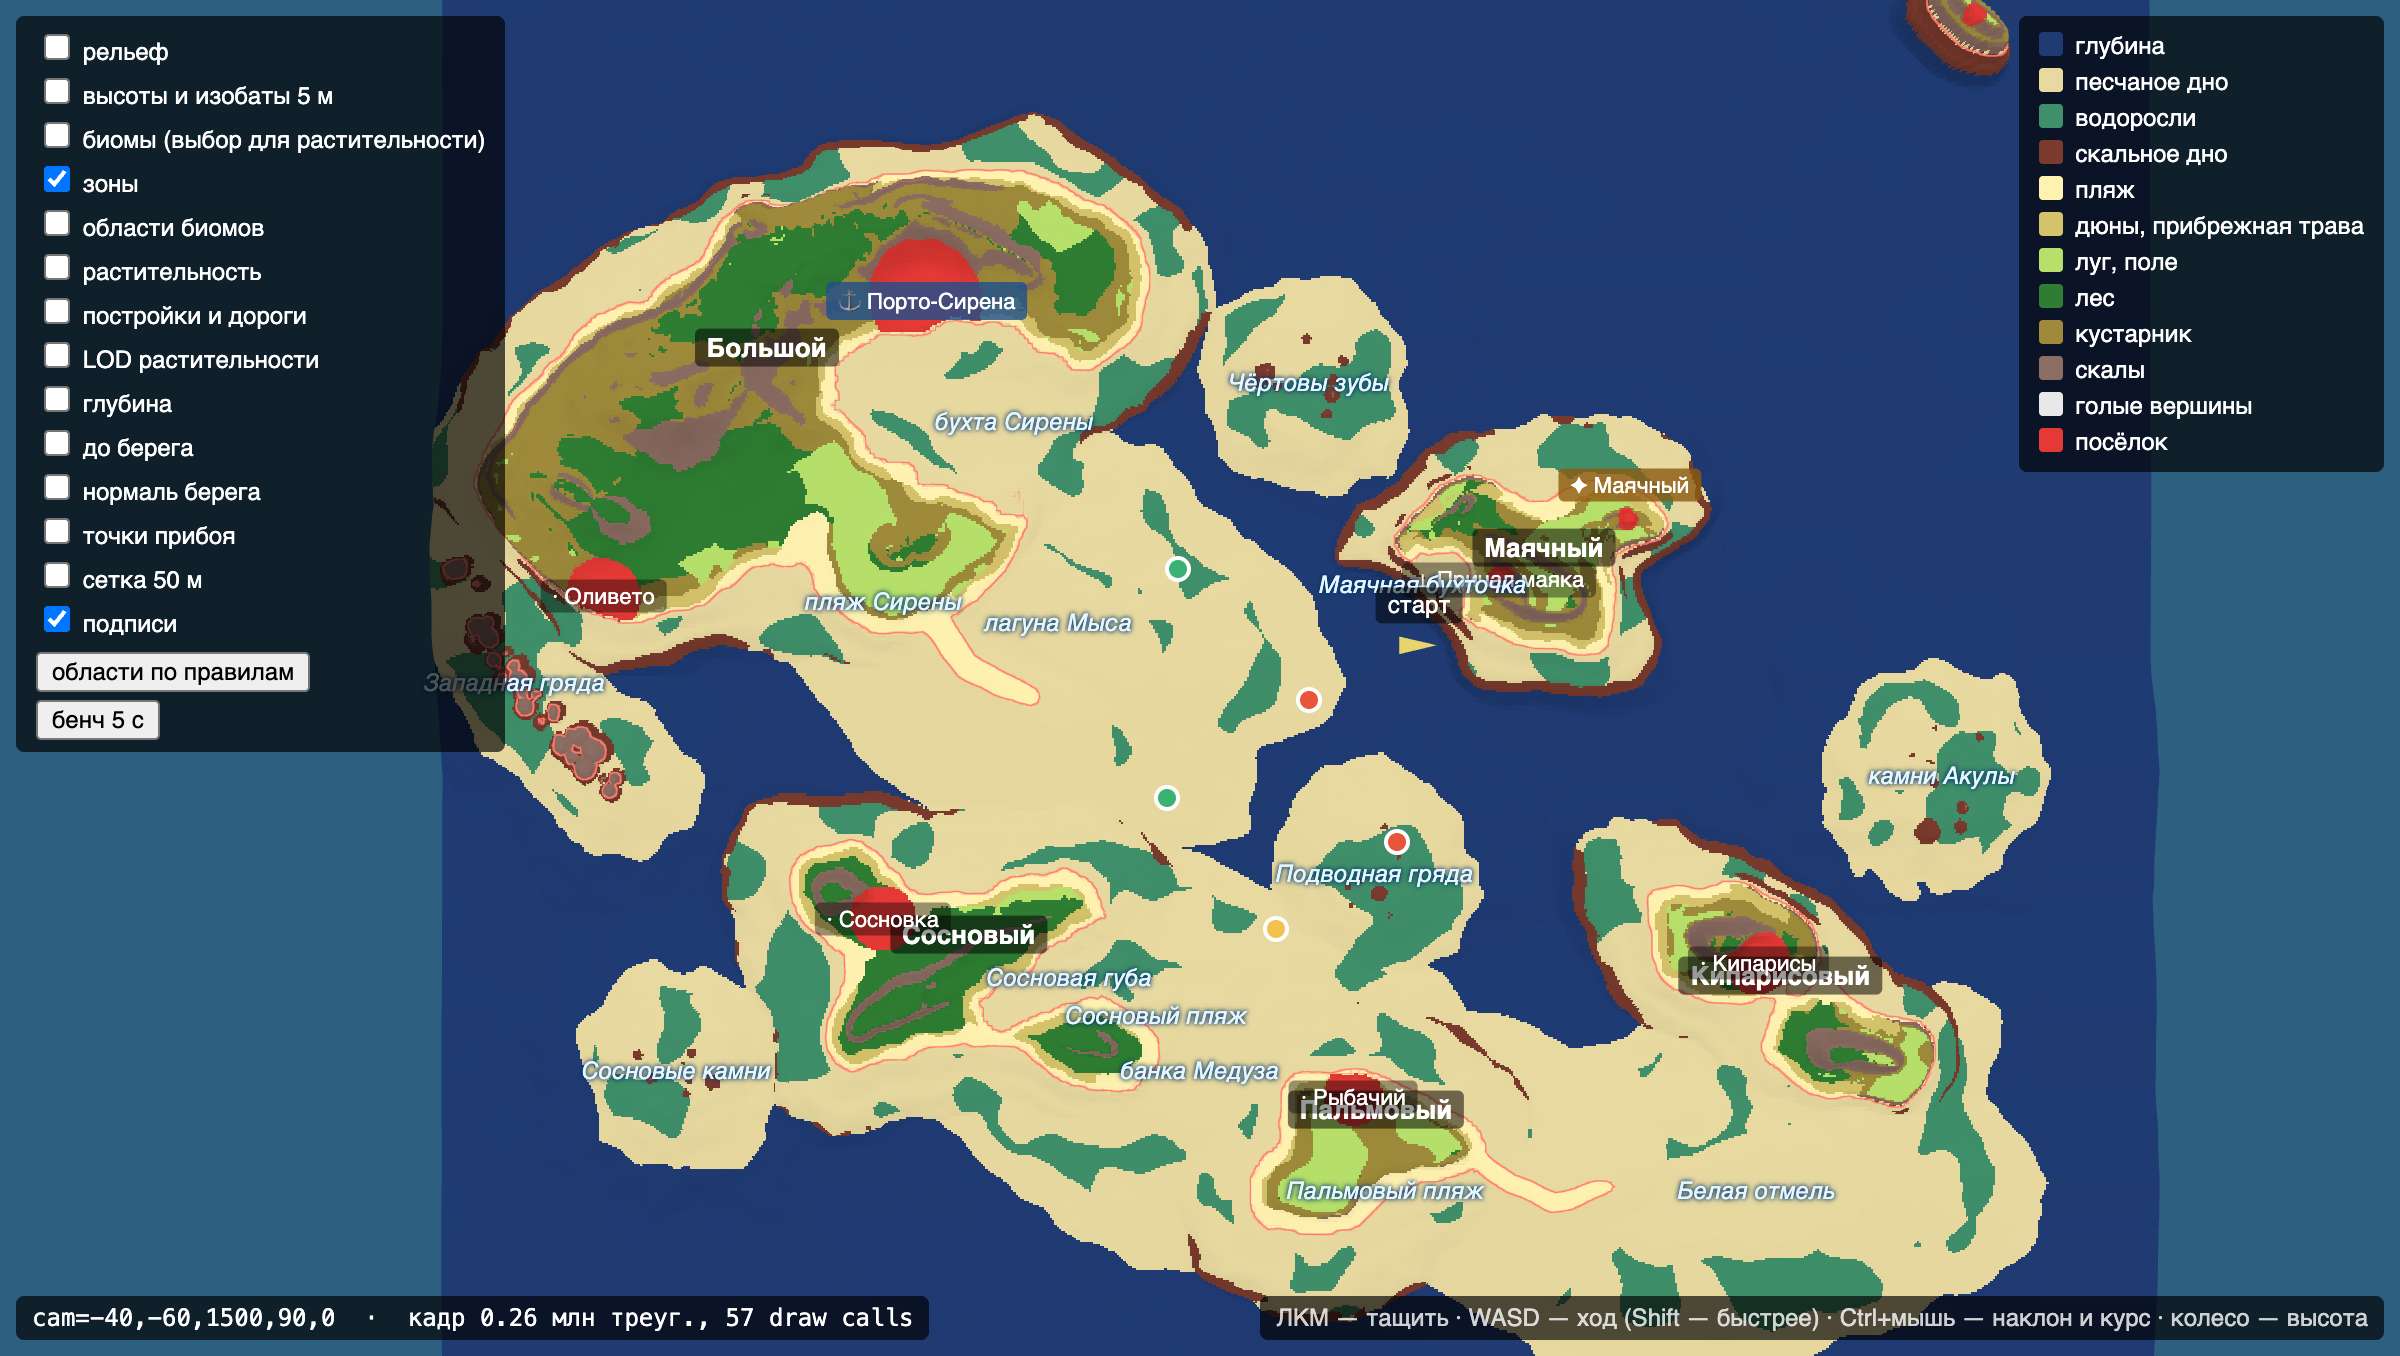 рельеф
высоты и изобаты 5 м
биомы (выбор для растительности)
зоны
области биомов
растительность
постройки и дороги
LOD растительности
глубина
до берега
нормаль берега
точки прибоя
сетка 50 м
подписи
области по правилам
бенч 5 с
глубина
песчаное дно
водоросли
скальное дно
пляж
дюны, прибрежная трава
луг, поле
лес
кустарник
скалы
голые вершины
посёлок
Порто-Сирена
Большой
Чёртовы зубы
бухта Сирены
Маячный
Маячный
Причал маяка
Маячная бухточка
старт
· Оливето
пляж Сирены
лагуна Мыса
Западная гряда
камни Акулы
Подводная гряда
· Сосновка
Сосновый
· Кипарисы
Кипарисовый
Сосновая губа
Сосновый пляж
Сосновые камни
банка Медуза
· Рыбачий
Пальмовый
Пальмовый пляж
Белая отмель
cam=−40,−60,1500,90,0 · кадр 0.26 млн треуг., 57 draw calls
ЛКМ — тащить · WASD — ход (Shift — быстрее) · Ctrl+мышь — наклон и курс · колесо — высота